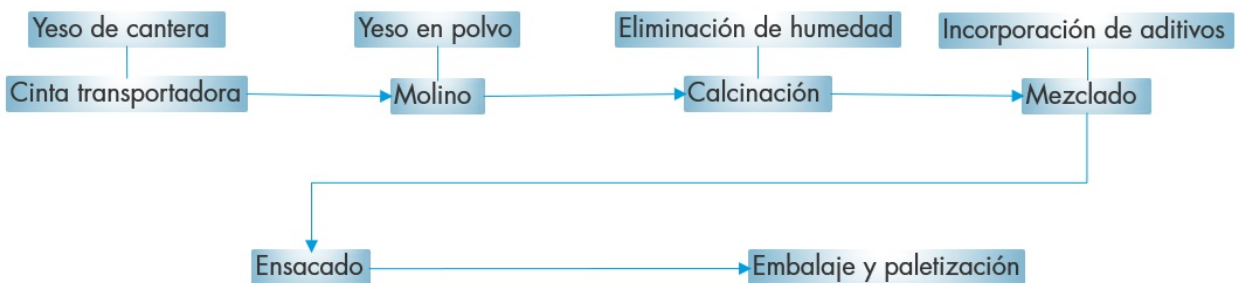 Yeso de cantera
Yeso en polvo
Eliminación de humedad
Incorporación de aditivos
Cinta transportadora
Molino
Calcinación
Mezclado
Ensacado
Embalaje y paletización